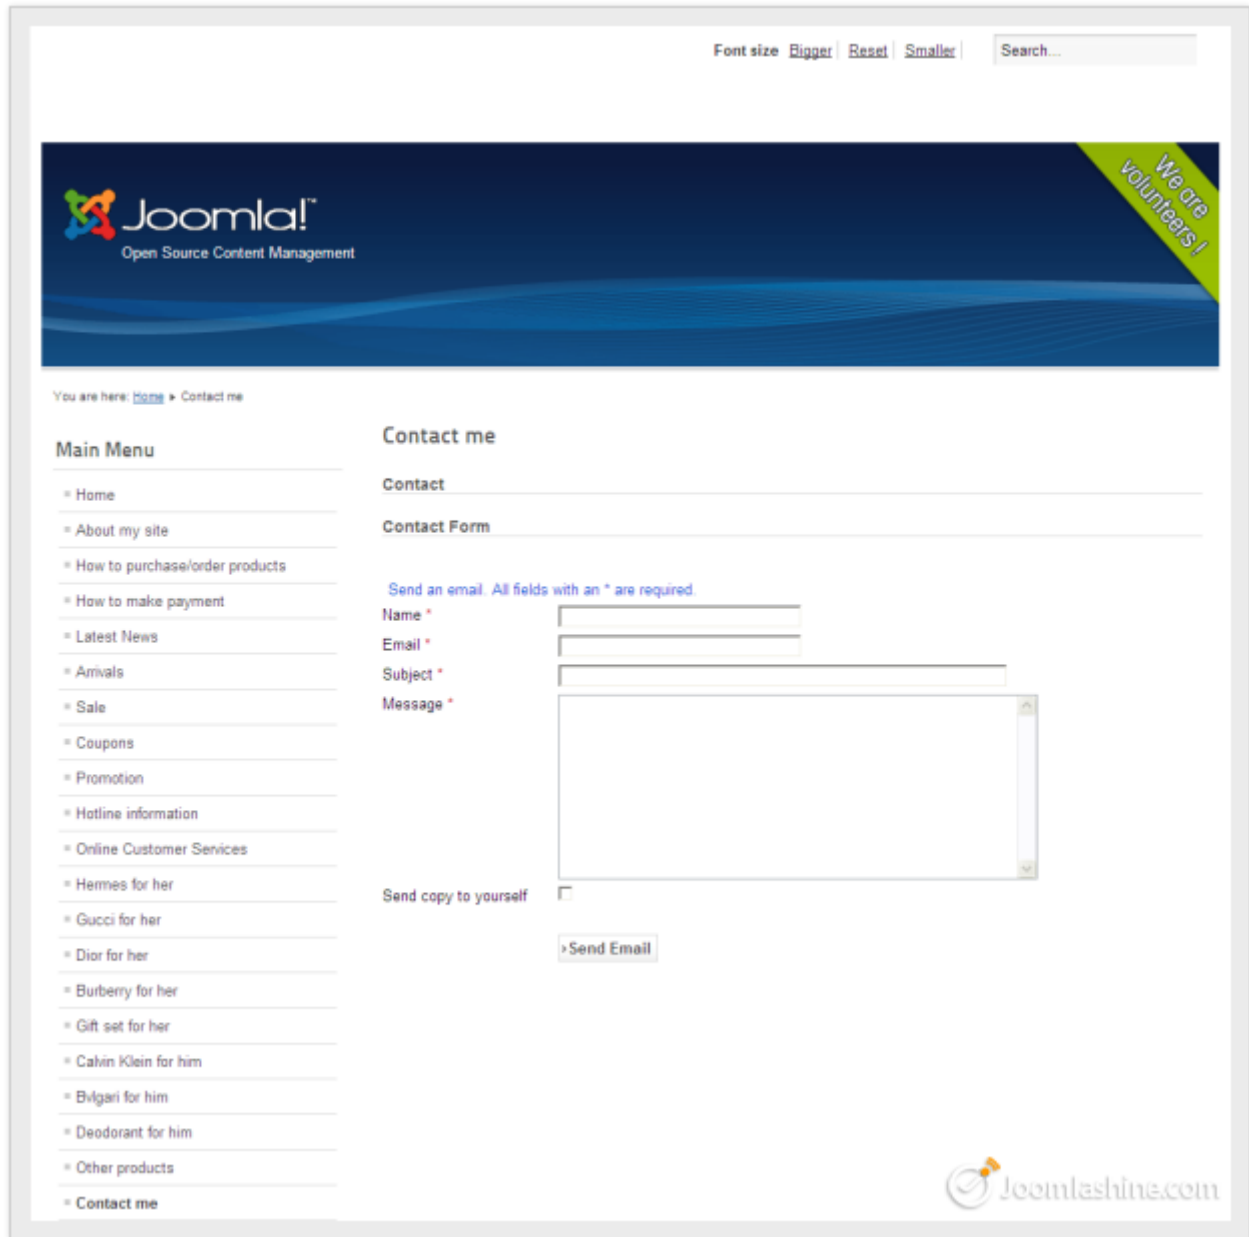 Font size Bigger Reset Smaller Search...
We are
volunteers!
Joomla!™
Open Source Content Management
You are here: Home ▸ Contact me
Main Menu
Home
About my site
How to purchase/order products
How to make payment
Latest News
Arrivals
Sale
Coupons
Promotion
Hotline information
Online Customer Services
Hermes for her
Gucci for her
Dior for her
Burberry for her
Gift set for her
Calvin Klein for him
Bvlgari for him
Deodorant for him
Other products
Contact me
Contact me
Contact
Contact Form
Send an email. All fields with an * are required.
Name *
Email *
Subject *
Message *
Send copy to yourself
Send Email
Joomlashine.com